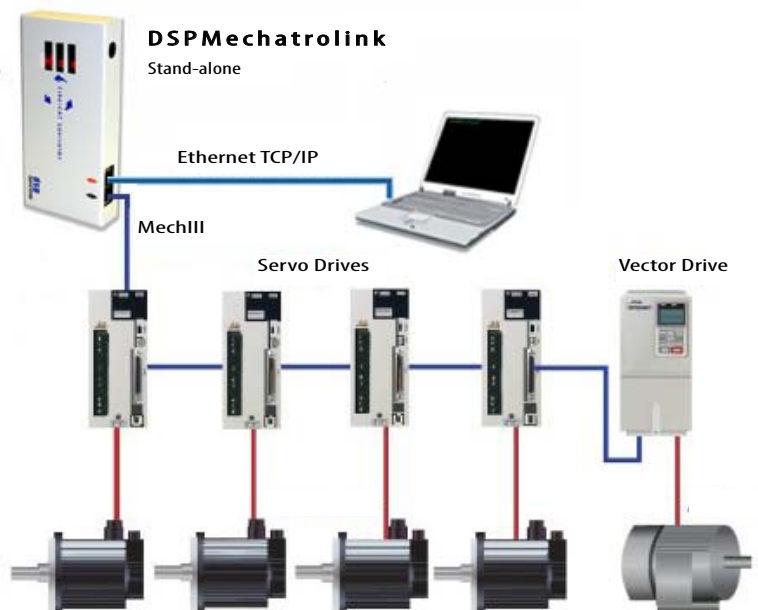 DSPMechatrolink
Stand-alone
Ethernet TCP/IP
MechIII
Servo Drives
Vector Drive